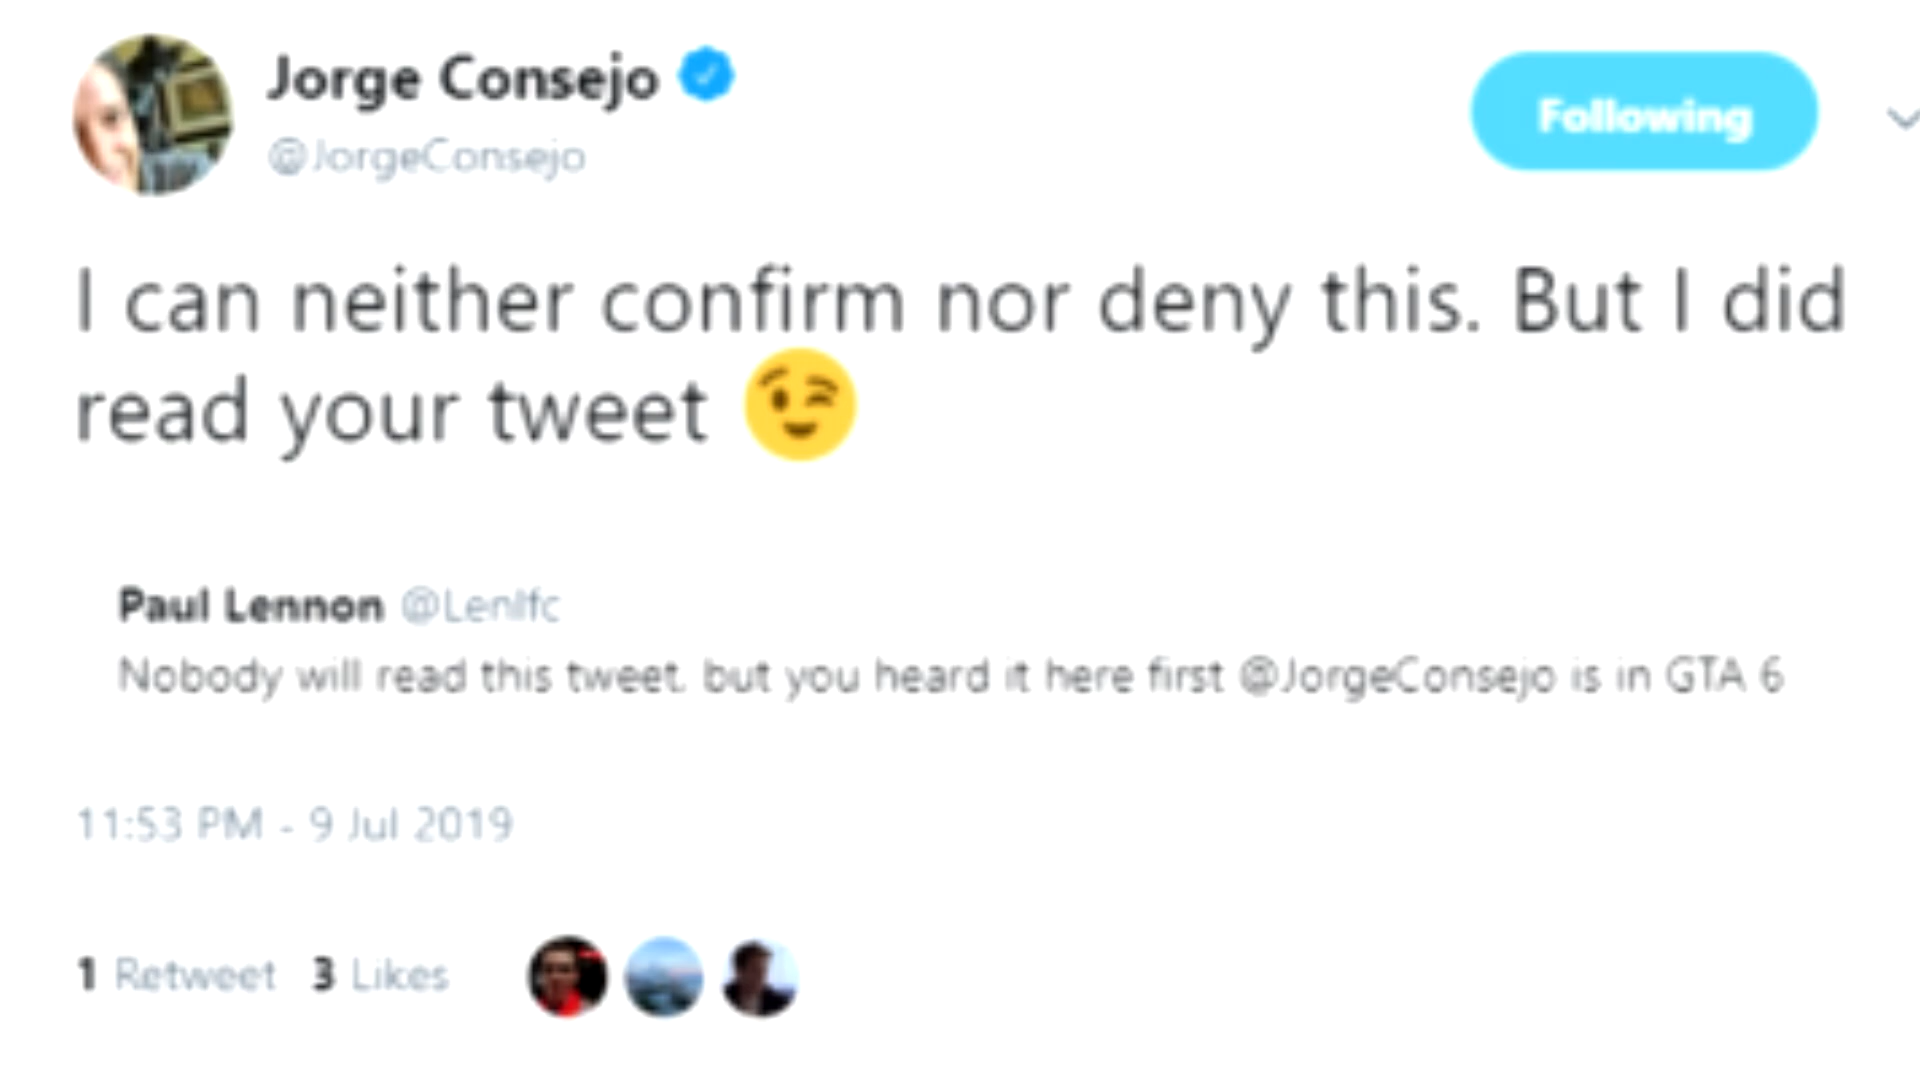 Jorge Consejo
@JorgeConsejo
Following
I can neither confirm nor deny this. But I did
read your tweet 😉
Paul Lennon @Lenlfc
Nobody will read this tweet. but you heard it here first @JorgeConsejo is in GTA 6
11:53 PM - 9 Jul 2019
1 Retweet 3 Likes